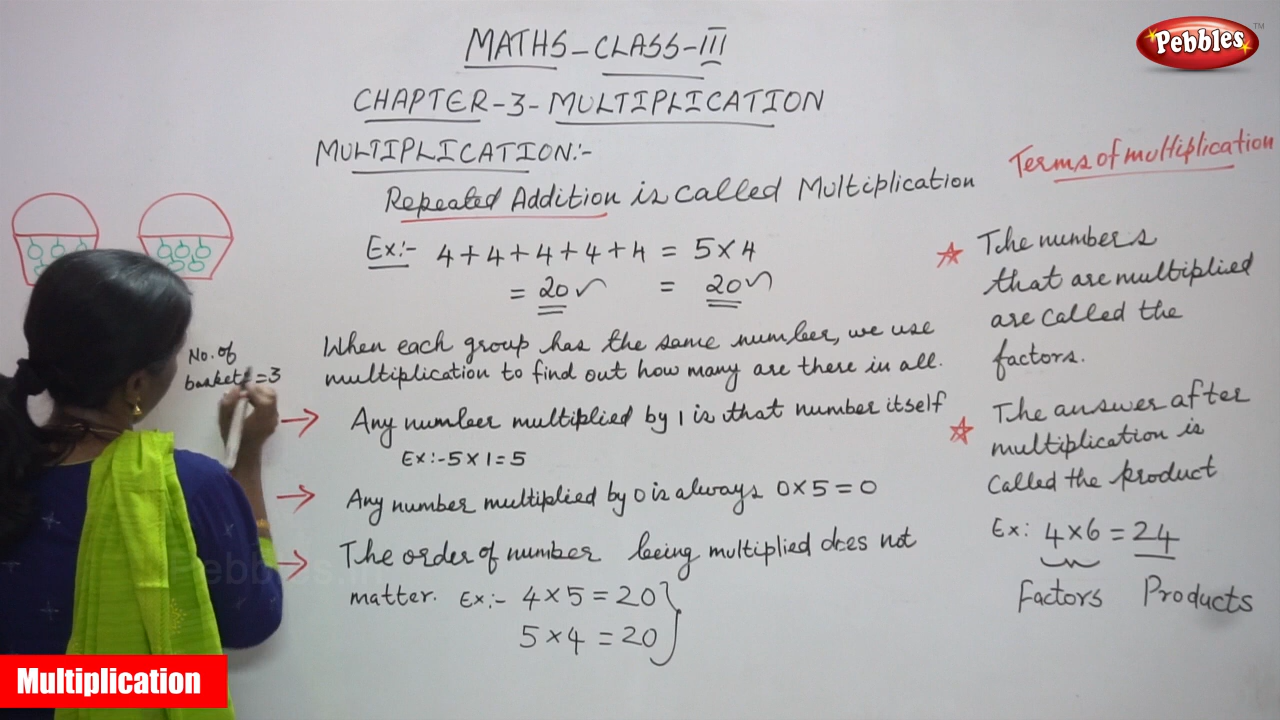 Pebbles
TM
MATHS-CLASS-III
CHAPTER-3-MULTIPLICATION
MULTIPLICATION:-
Repeated Addition is called Multiplication
Ex:- 4+4+4+4+4 = 5×4
= 20 = 20
When each group has the same number, we use
multiplication to find out how many are there in all.
No. of
baskets =3
→ Any number multiplied by 1 is that number itself
Ex:-5×1=5
→ Any number multiplied by 0 is always 0×5=0
→ The order of number being multiplied does not
matter. Ex:- 4×5=20
5×4=20
Terms of multiplication
☆ The numbers
that are multiplied
are called the
factors.
☆ The answer after
multiplication is
called the product
Ex: 4×6=24
Factors Products
Pebbles.in
Multiplication